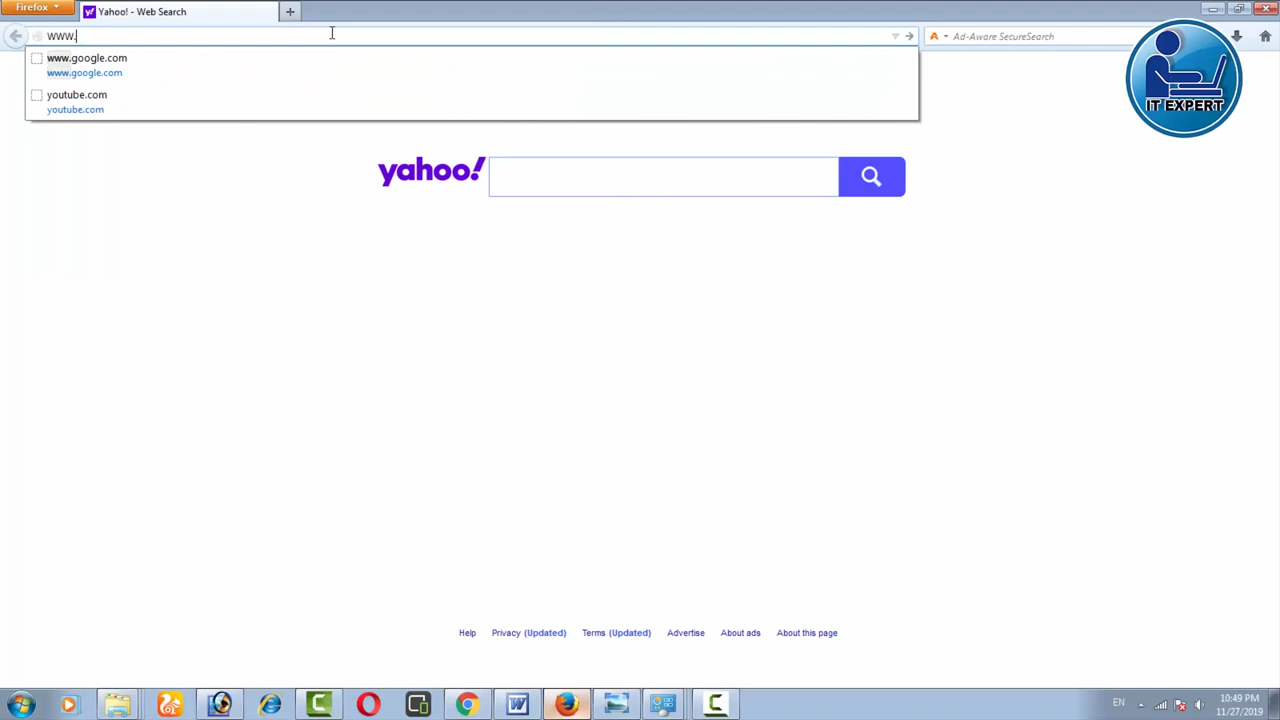 Firefox
Yahoo! - Web Search
www.
Ad-Aware SecureSearch
www.google.com
www.google.com
youtube.com
youtube.com
IT EXPERT
yahoo!
Help Privacy (Updated) Terms (Updated) Advertise About ads About this page
EN
10:49 PM
11/27/2019